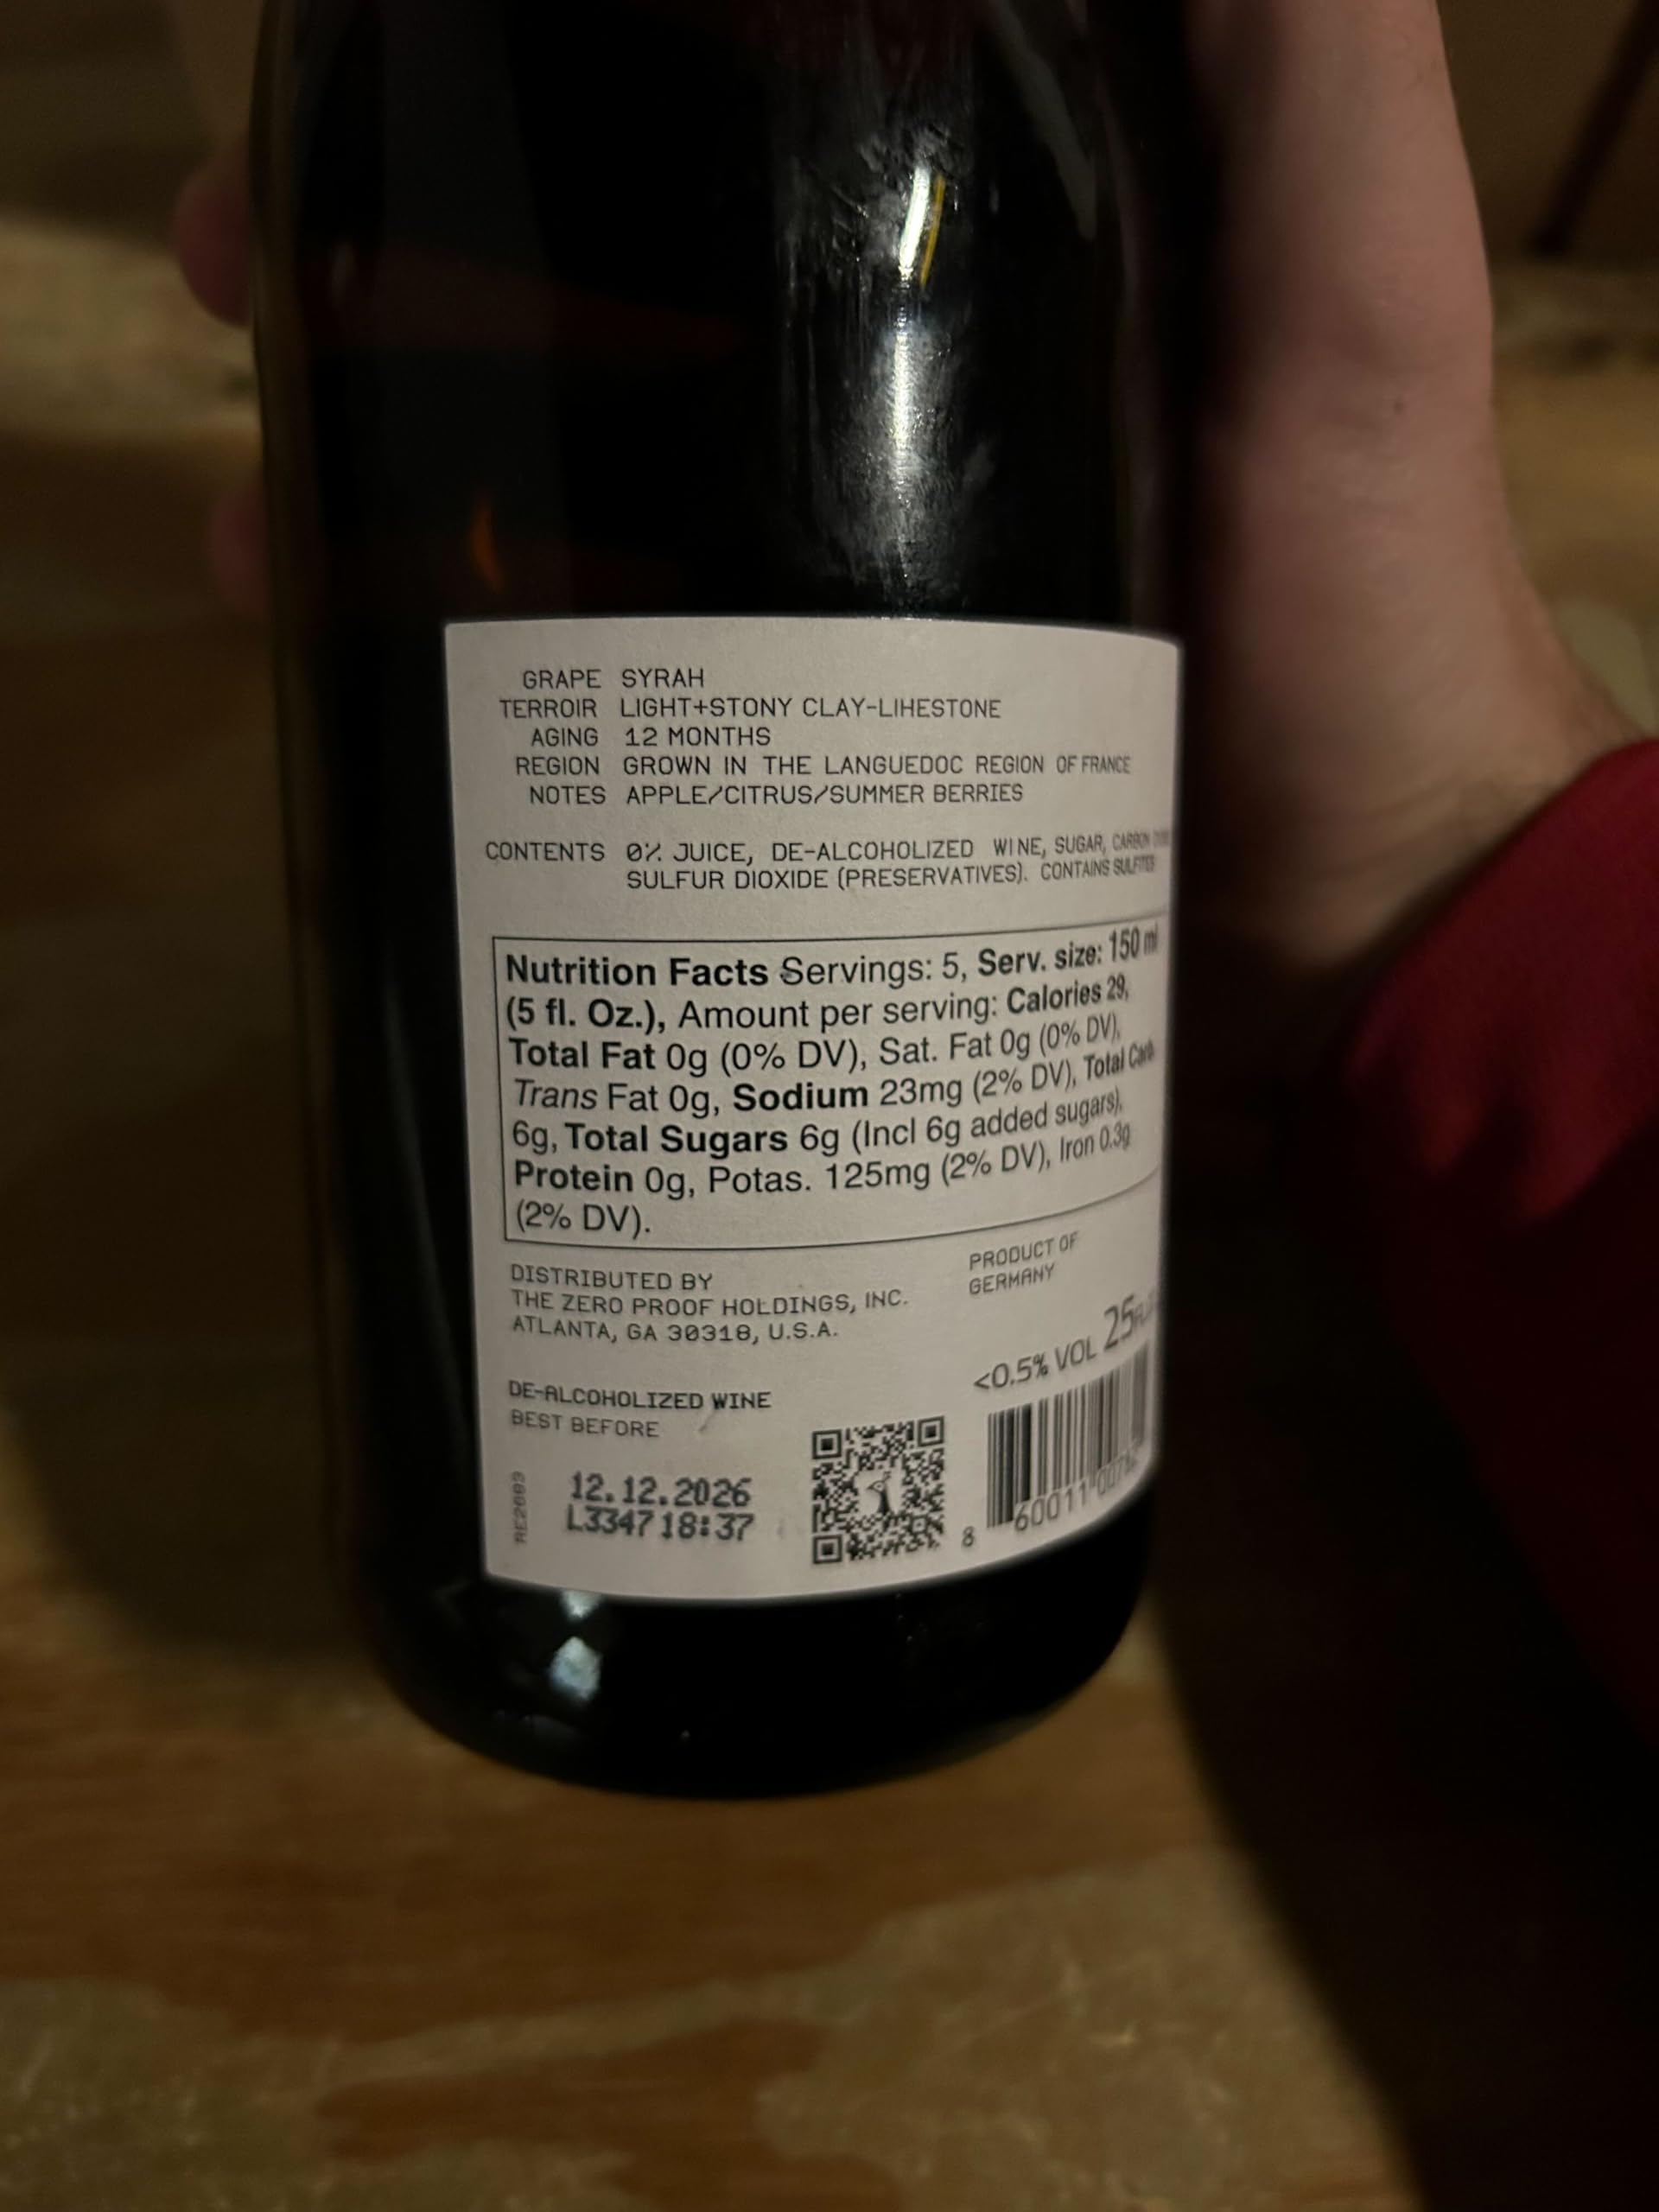 GRAPE SYRAH
TERROIR LIGHT+STONY CLAY-LIHESTONE
AGING 12 MONTHS
REGION GROWN IN THE LANGUEDOC REGION OF FRANCE
NOTES APPLE/CITRUS/SUMMER BERRIES
CONTENTS 0% JUICE, DE-ALCOHOLIZED WINE, SUGAR, CARBON
SULFUR DIOXIDE (PRESERVATIVES). CONTAINS SULFITES
Nutrition Facts Servings: 5, Serv. size: 150 ml
(5 fl. Oz.), Amount per serving: Calories 29,
Total Fat 0g (0% DV), Sat. Fat 0g (0% DV),
Trans Fat 0g, Sodium 23mg (2% DV), Total Carb
6g, Total Sugars 6g (Incl 6g added sugars),
Protein 0g, Potas. 125mg (2% DV), Iron 0.3g
(2% DV).
DISTRIBUTED BY
THE ZERO PROOF HOLDINGS, INC.
ATLANTA, GA 30318, U.S.A.
PRODUCT OF
GERMANY
<0.5% VOL 25
DE-ALCOHOLIZED WINE
BEST BEFORE
12.12.2026
L3347 18:37
RE2603
8 60011